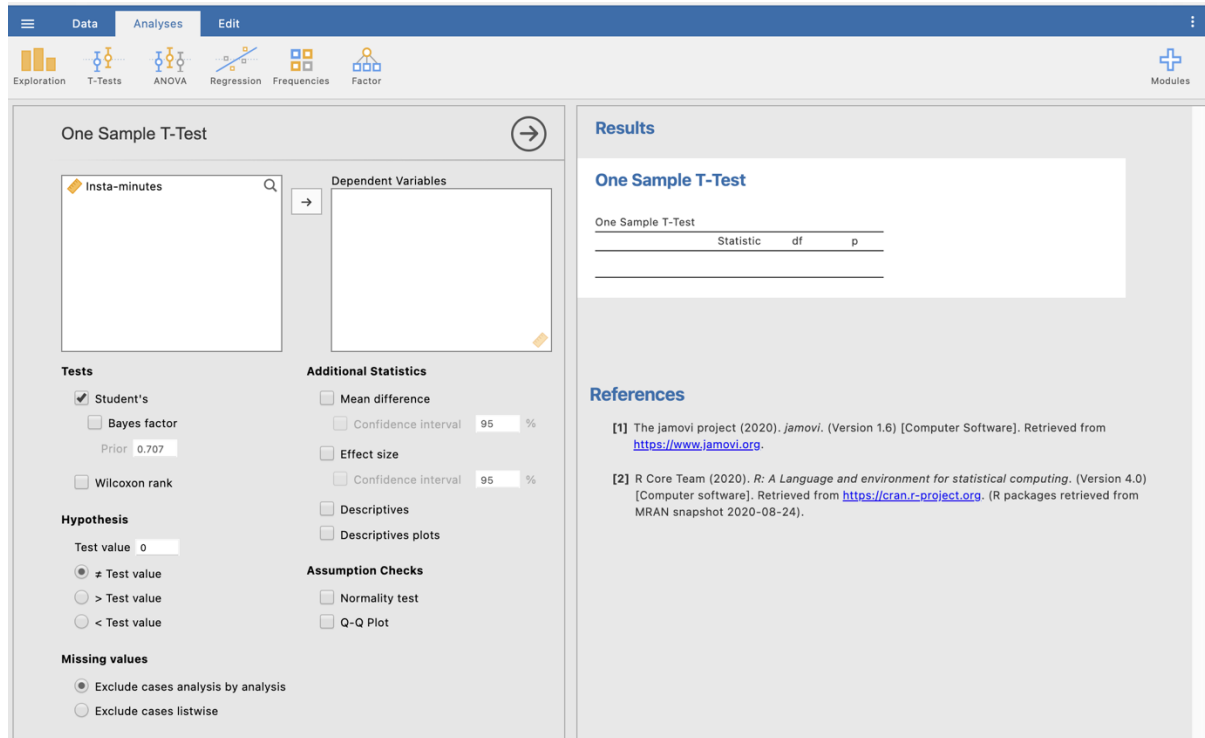 Data Analyses Edit
Exploration T-Tests ANOVA Regression Frequencies Factor Modules
One Sample T-Test
Insta-minutes
Dependent Variables
Tests
Student's
Bayes factor
Prior 0.707
Wilcoxon rank
Hypothesis
Test value 0
≠ Test value
> Test value
< Test value
Missing values
Exclude cases analysis by analysis
Exclude cases listwise
Additional Statistics
Mean difference
Confidence interval 95 %
Effect size
Confidence interval 95 %
Descriptives
Descriptives plots
Assumption Checks
Normality test
Q-Q Plot
Results
One Sample T-Test
One Sample T-Test
Statistic df p
References
[1] The jamovi project (2020). jamovi. (Version 1.6) [Computer Software]. Retrieved from
https://www.jamovi.org.
[2] R Core Team (2020). R: A Language and environment for statistical computing. (Version 4.0)
[Computer software]. Retrieved from https://cran.r-project.org. (R packages retrieved from
MRAN snapshot 2020-08-24).